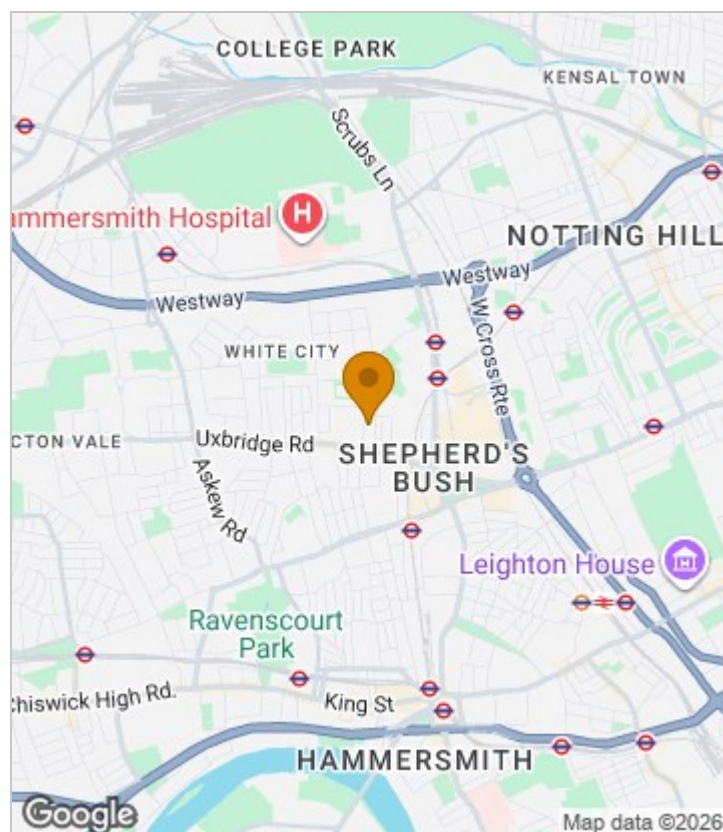 COLLEGE PARK
KENSAL TOWN
Scrubs Ln
ammersmith Hospital
H
NOTTING HILL
Westway
Westway
W Cross Rte
WHITE CITY
CTON VALE
Uxbridge Rd
SHEPHERD'S
BUSH
Askew Rd
Leighton House
Ravenscourt
Park
Chiswick High Rd.
King St
HAMMERSMITH
Google
Map data ©2026